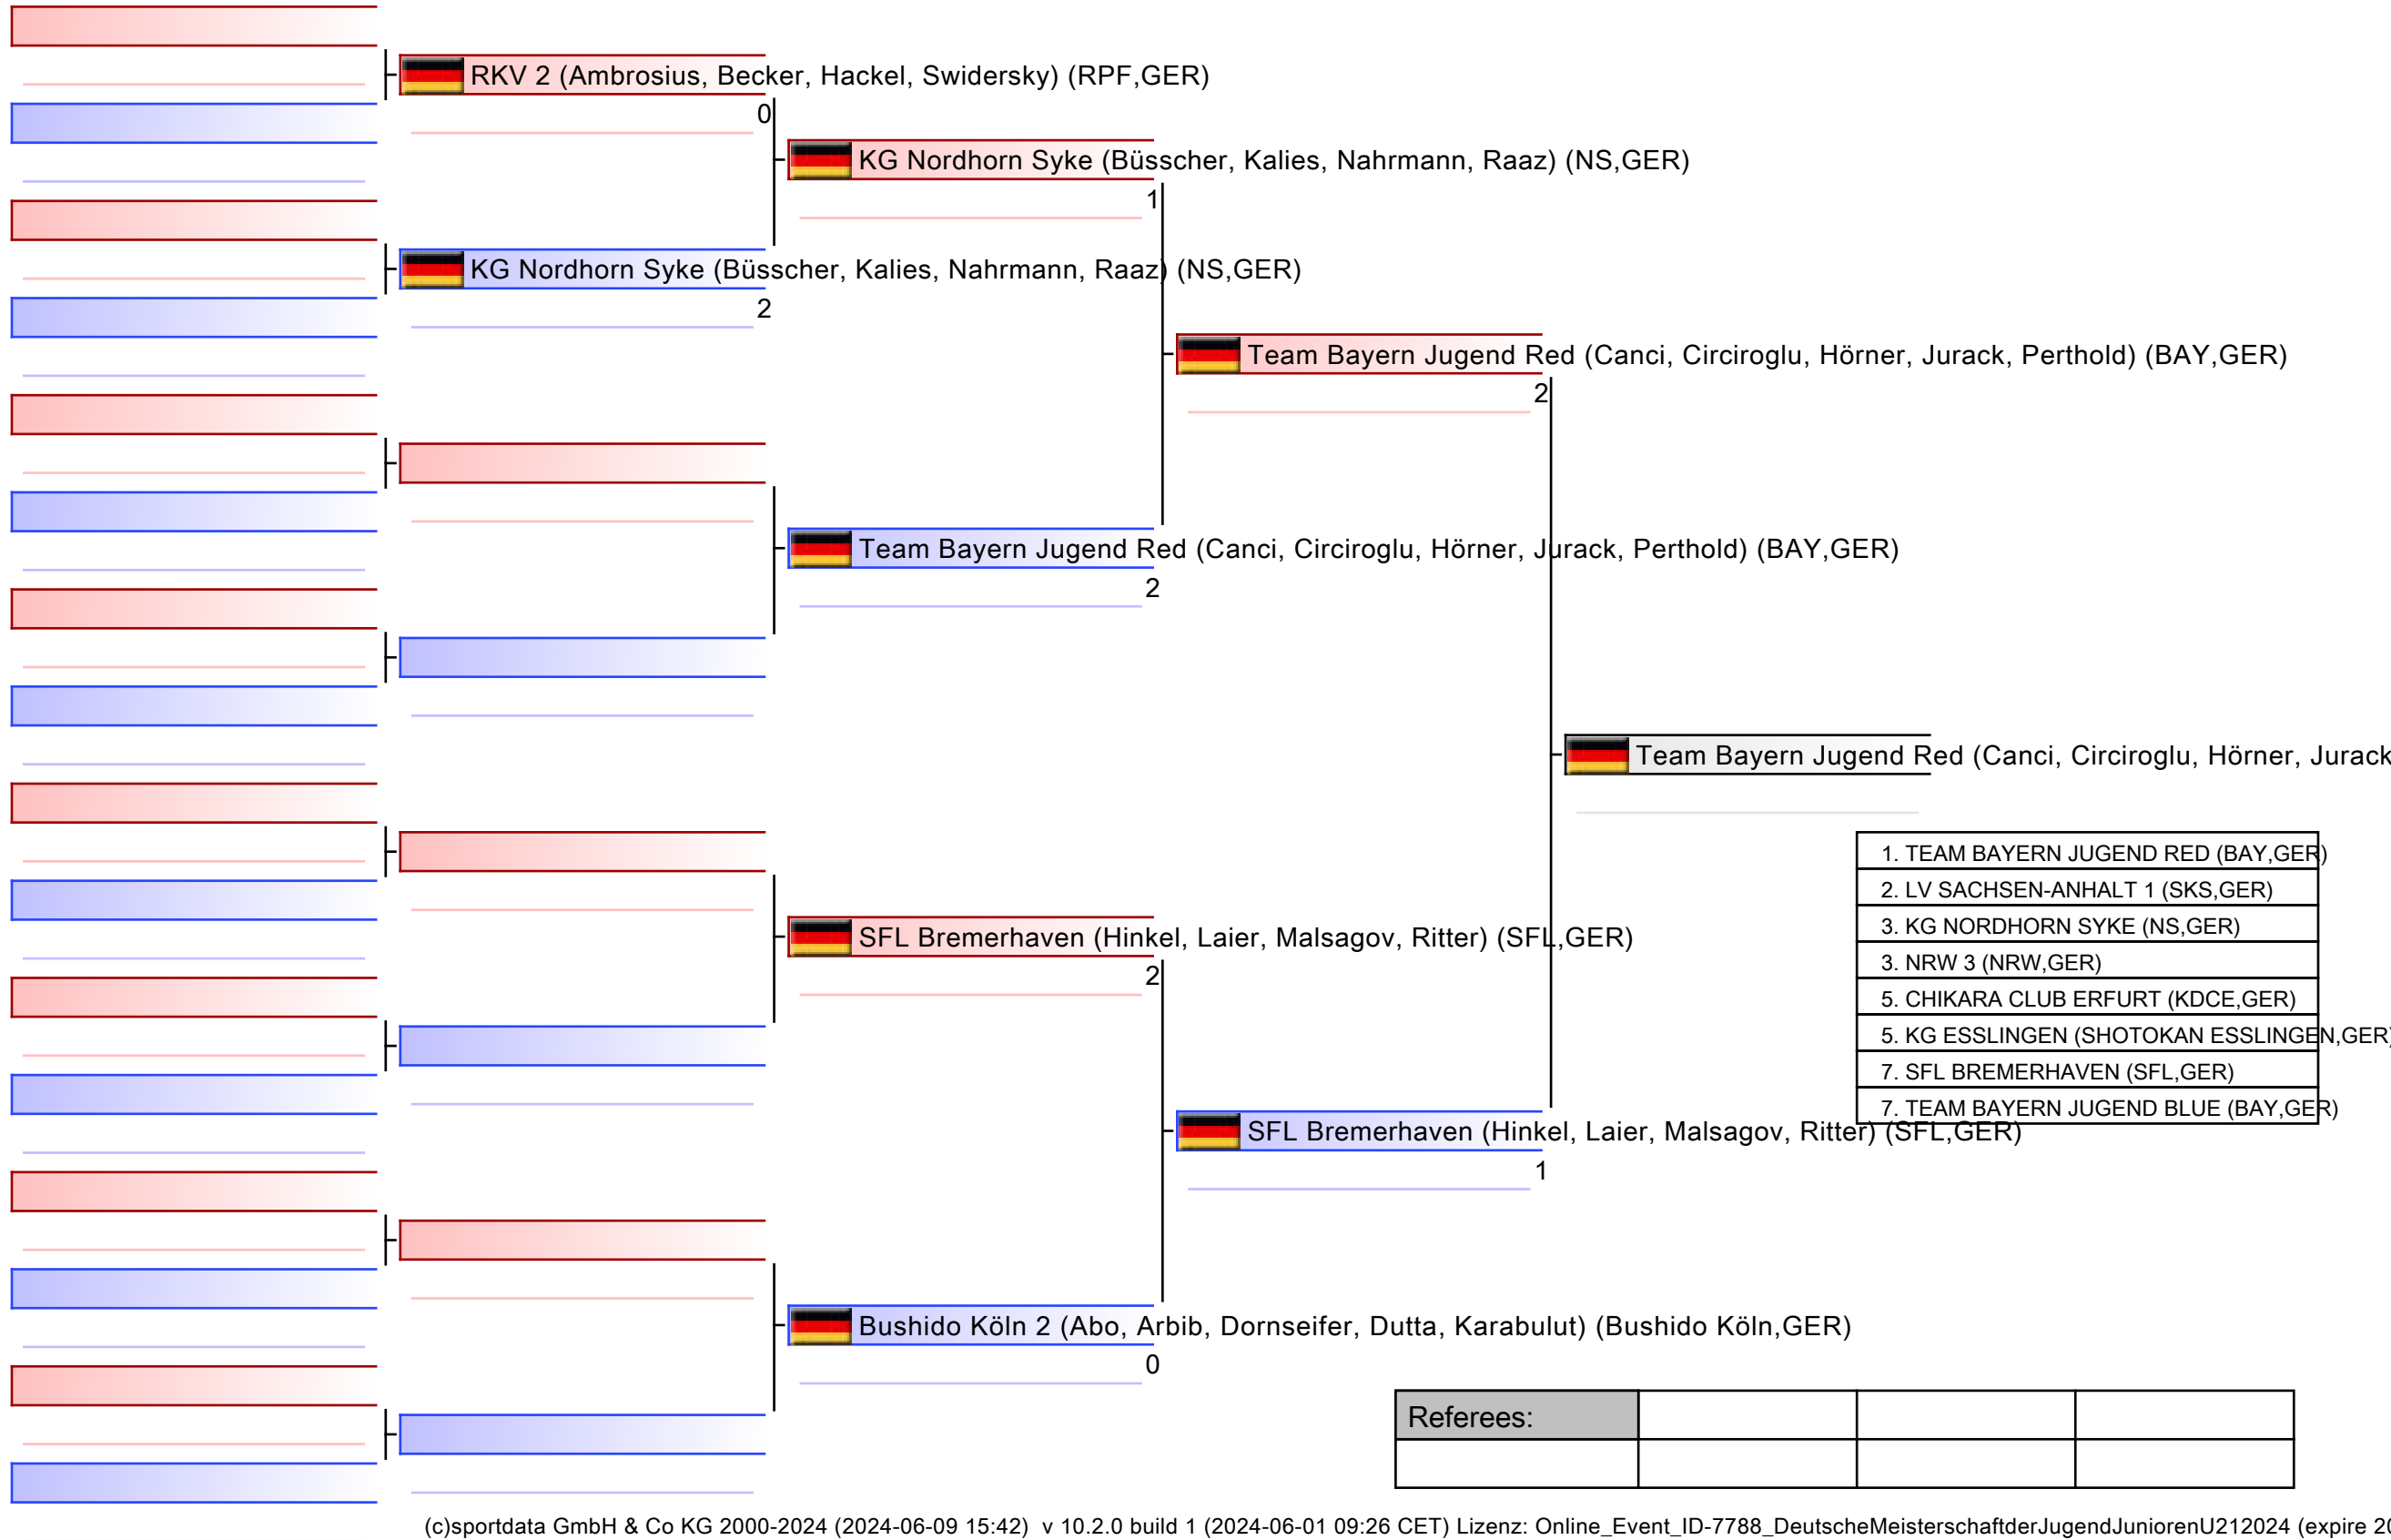 RKV 2 (Ambrosius, Becker, Hackel, Swidersky) (RPF,GER)
0
KG Nordhorn Syke (Büsscher, Kalies, Nahrmann, Raaz) (NS,GER)
1
KG Nordhorn Syke (Büsscher, Kalies, Nahrmann, Raaz) (NS,GER)
2
Team Bayern Jugend Red (Canci, Circiroglu, Hörner, Jurack, Perthold) (BAY,GER)
2
Team Bayern Jugend Red (Canci, Circiroglu, Hörner, Jurack, Perthold) (BAY,GER)
2
Team Bayern Jugend Red (Canci, Circiroglu, Hörner, Jurack
1. TEAM BAYERN JUGEND RED (BAY,GER)
2. LV SACHSEN-ANHALT 1 (SKS,GER)
3. KG NORDHORN SYKE (NS,GER)
3. NRW 3 (NRW,GER)
5. CHIKARA CLUB ERFURT (KDCE,GER)
5. KG ESSLINGEN (SHOTOKAN ESSLINGEN,GER)
7. SFL BREMERHAVEN (SFL,GER)
7. TEAM BAYERN JUGEND BLUE (BAY,GER)
SFL Bremerhaven (Hinkel, Laier, Malsagov, Ritter) (SFL,GER)
2
SFL Bremerhaven (Hinkel, Laier, Malsagov, Ritter) (SFL,GER)
1
Bushido Köln 2 (Abo, Arbib, Dornseifer, Dutta, Karabulut) (Bushido Köln,GER)
0
Referees:
(c)sportdata GmbH & Co KG 2000-2024 (2024-06-09 15:42) v 10.2.0 build 1 (2024-06-01 09:26 CET) Lizenz: Online_Event_ID-7788_DeutscheMeisterschaftderJugendJuniorenU212024 (expire 20